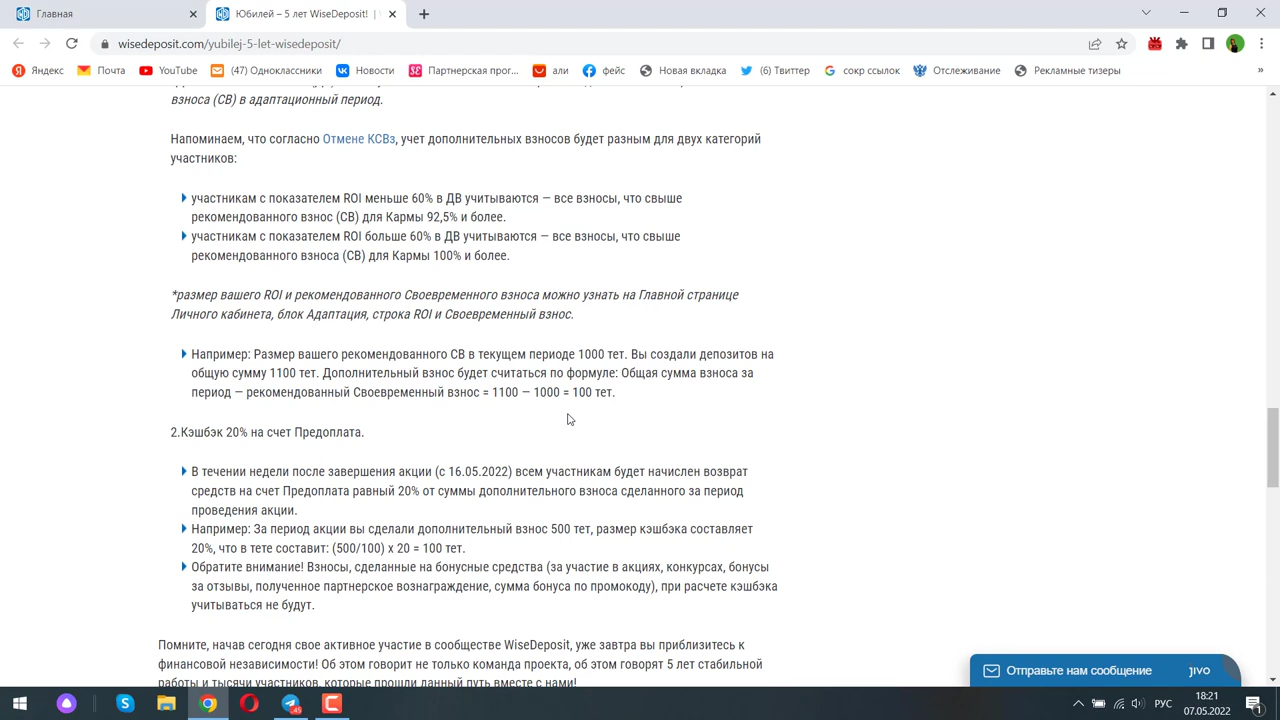 Главная
Юбилей – 5 лет WiseDeposit! |
wisedeposit.com/yubilej-5-let-wisedeposit/
Яндекс
Почта
YouTube
(47) Одноклассники
Новости
Партнерская прог...
али
фейс
Новая вкладка
(6) Твиттер
сокр ссылок
Отслеживание
Рекламные тизеры
»
взноса (СВ) в адаптационный период.
Напоминаем, что согласно Отмене КСВз, учет дополнительных взносов будет разным для двух категорий
участников:
участникам с показателем ROI меньше 60% в ДВ учитываются — все взносы, что свыше
рекомендованного взнос (СВ) для Кармы 92,5% и более.
участникам с показателем ROI больше 60% в ДВ учитываются — все взносы, что свыше
рекомендованного взноса (СВ) для Кармы 100% и более.
*размер вашего ROI и рекомендованного Своевременного взноса можно узнать на Главной странице
Личного кабинета, блок Адаптация, строка ROI и Своевременный взнос.
Например: Размер вашего рекомендованного СВ в текущем периоде 1000 тет. Вы создали депозитов на
общую сумму 1100 тет. Дополнительный взнос будет считаться по формуле: Общая сумма взноса за
период — рекомендованный Своевременный взнос = 1100 — 1000 = 100 тет.
2.Кэшбэк 20% на счет Предоплата.
В течении недели после завершения акции (с 16.05.2022) всем участникам будет начислен возврат
средств на счет Предоплата равный 20% от суммы дополнительного взноса сделанного за период
проведения акции.
Например: За период акции вы сделали дополнительный взнос 500 тет, размер кэшбэка составляет
20%, что в тете составит: (500/100) х 20 = 100 тет.
Обратите внимание! Взносы, сделанные на бонусные средства (за участие в акциях, конкурсах, бонусы
за отзывы, полученное партнерское вознаграждение, сумма бонуса по промокоду), при расчете кэшбэка
учитываться не будут.
Помните, начав сегодня свое активное участие в сообществе WiseDeposit, уже завтра вы приблизитесь к
финансовой независимости! Об этом говорит не только команда проекта, об этом говорят 5 лет стабильной
работы и тысячи участников, которые прошли данный путь вместе с нами!
Отправьте нам сообщение
jivo
РУС
18:21
07.05.2022